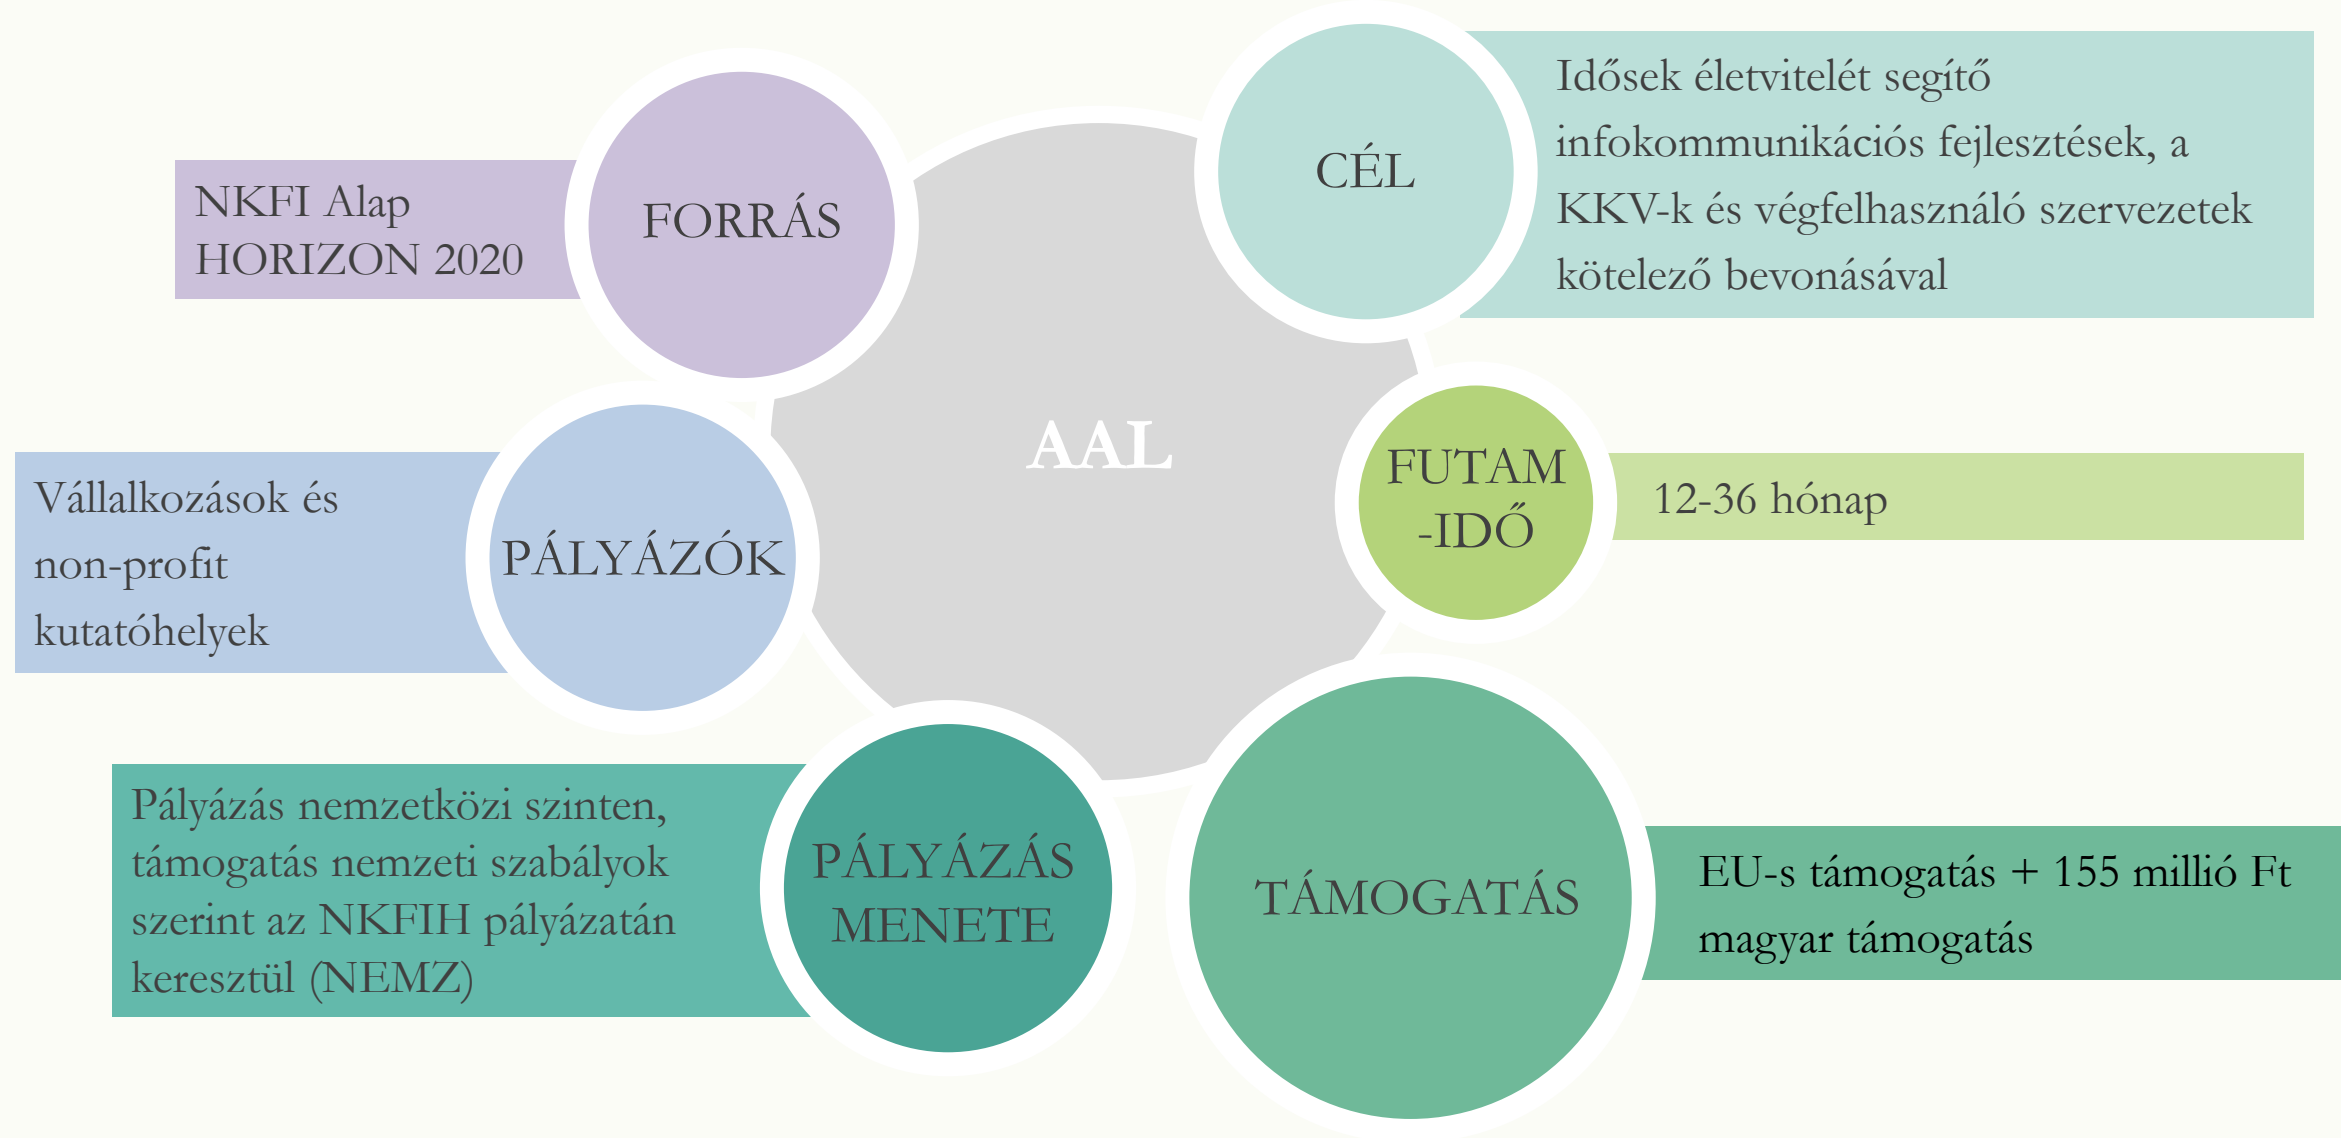 AAL
FORRÁS
NKFI Alap
HORIZON 2020
CÉL
Idősek életvitelét segítő
infokommunikációs fejlesztések, a
KKV-k és végfelhasználó szervezetek
kötelező bevonásával
PÁLYÁZÓK
Vállalkozások és
non-profit
kutatóhelyek
FUTAM
-IDŐ
12-36 hónap
PÁLYÁZÁS
MENETE
Pályázás nemzetközi szinten,
támogatás nemzeti szabályok
szerint az NKFIH pályázatán
keresztül (NEMZ)
TÁMOGATÁS
EU-s támogatás + 155 millió Ft
magyar támogatás